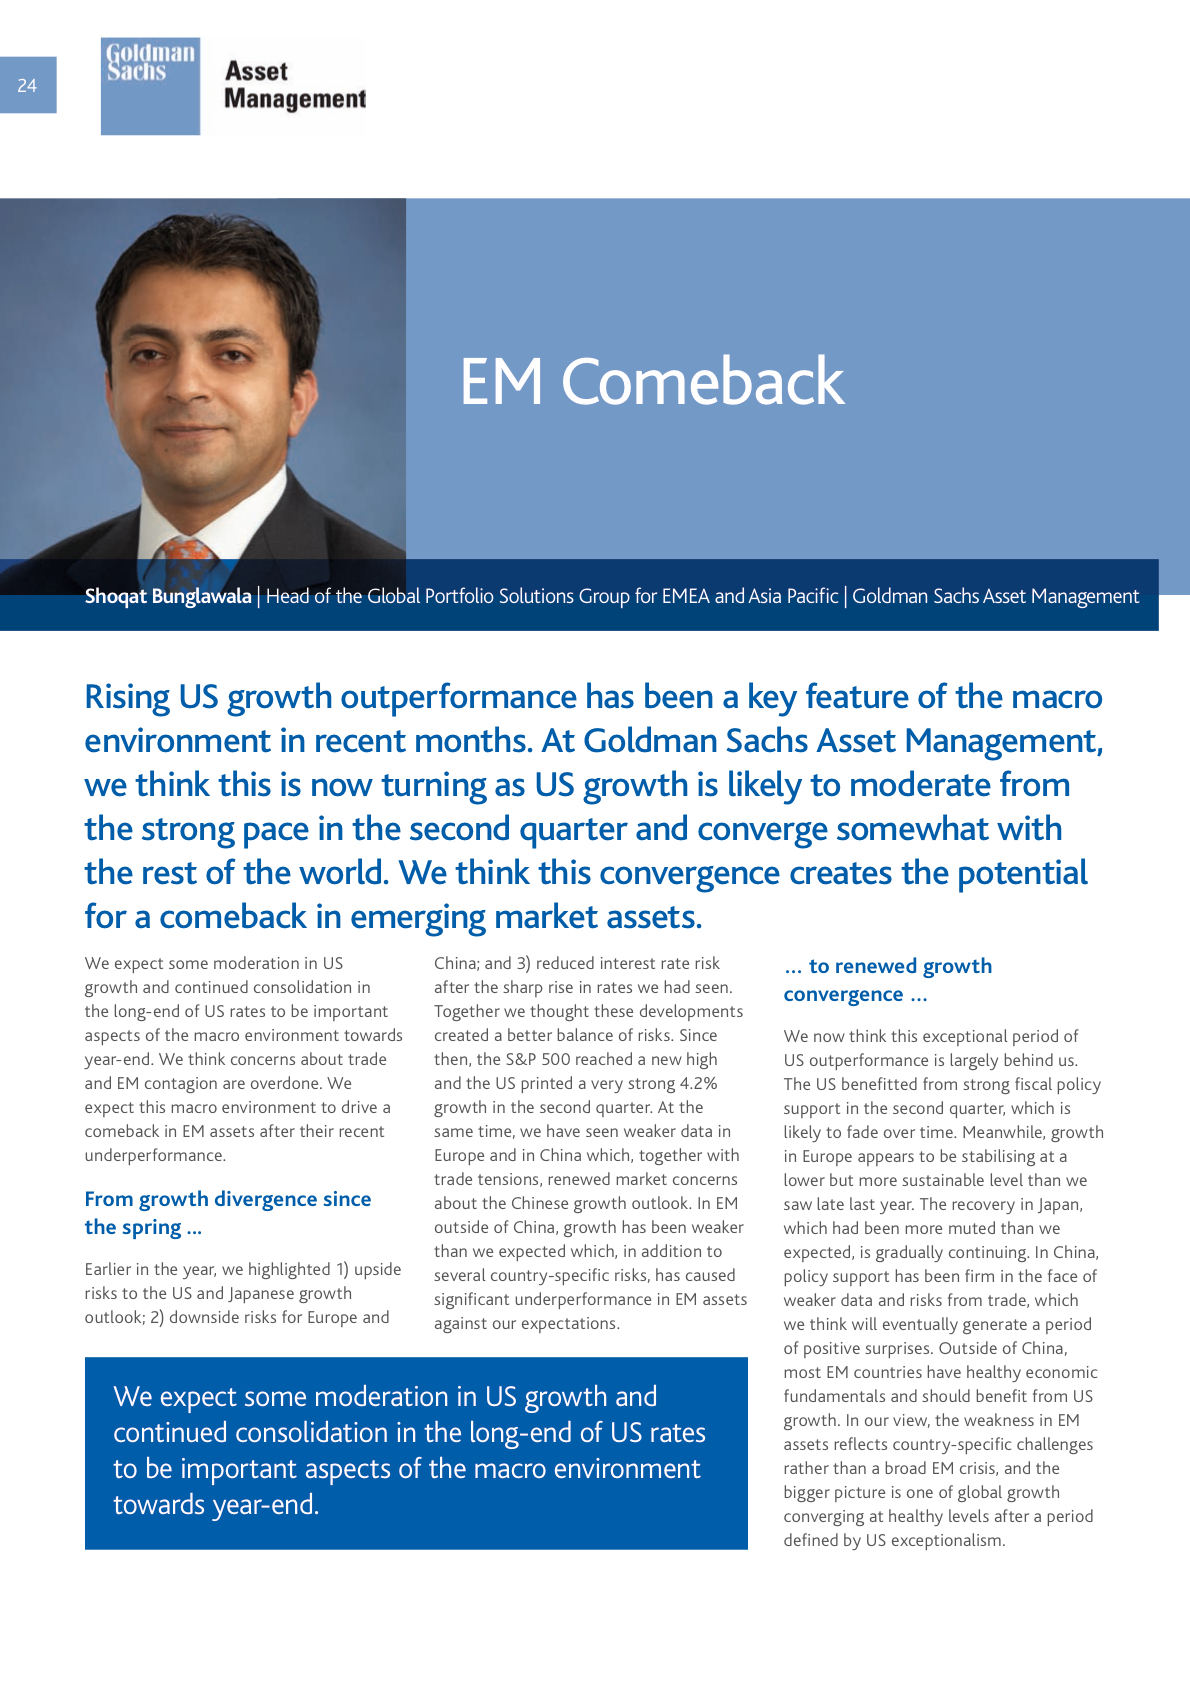 24
Goldman
Sachs
Asset
Management
EM Comeback
Shoqat Bunglawala | Head of the Global Portfolio Solutions Group for EMEA and Asia Pacific | Goldman Sachs Asset Management
Rising US growth outperformance has been a key feature of the macro
environment in recent months. At Goldman Sachs Asset Management,
we think this is now turning as US growth is likely to moderate from
the strong pace in the second quarter and converge somewhat with
the rest of the world. We think this convergence creates the potential
for a comeback in emerging market assets.
We expect some moderation in US
growth and continued consolidation in
the long-end of US rates to be important
aspects of the macro environment towards
year-end. We think concerns about trade
and EM contagion are overdone. We
expect this macro environment to drive a
comeback in EM assets after their recent
underperformance.
From growth divergence since
the spring ...
Earlier in the year, we highlighted 1) upside
risks to the US and Japanese growth
outlook; 2) downside risks for Europe and
China; and 3) reduced interest rate risk
after the sharp rise in rates we had seen.
Together we thought these developments
created a better balance of risks. Since
then, the S&P 500 reached a new high
and the US printed a very strong 4.2%
growth in the second quarter. At the
same time, we have seen weaker data in
Europe and in China which, together with
trade tensions, renewed market concerns
about the Chinese growth outlook. In EM
outside of China, growth has been weaker
than we expected which, in addition to
several country-specific risks, has caused
significant underperformance in EM assets
against our expectations.
We expect some moderation in US growth and
continued consolidation in the long-end of US rates
to be important aspects of the macro environment
towards year-end.
... to renewed growth
convergence ...
We now think this exceptional period of
US outperformance is largely behind us.
The US benefitted from strong fiscal policy
support in the second quarter, which is
likely to fade over time. Meanwhile, growth
in Europe appears to be stabilising at a
lower but more sustainable level than we
saw late last year. The recovery in Japan,
which had been more muted than we
expected, is gradually continuing. In China,
policy support has been firm in the face of
weaker data and risks from trade, which
we think will eventually generate a period
of positive surprises. Outside of China,
most EM countries have healthy economic
fundamentals and should benefit from US
growth. In our view, the weakness in EM
assets reflects country-specific challenges
rather than a broad EM crisis, and the
bigger picture is one of global growth
converging at healthy levels after a period
defined by US exceptionalism.